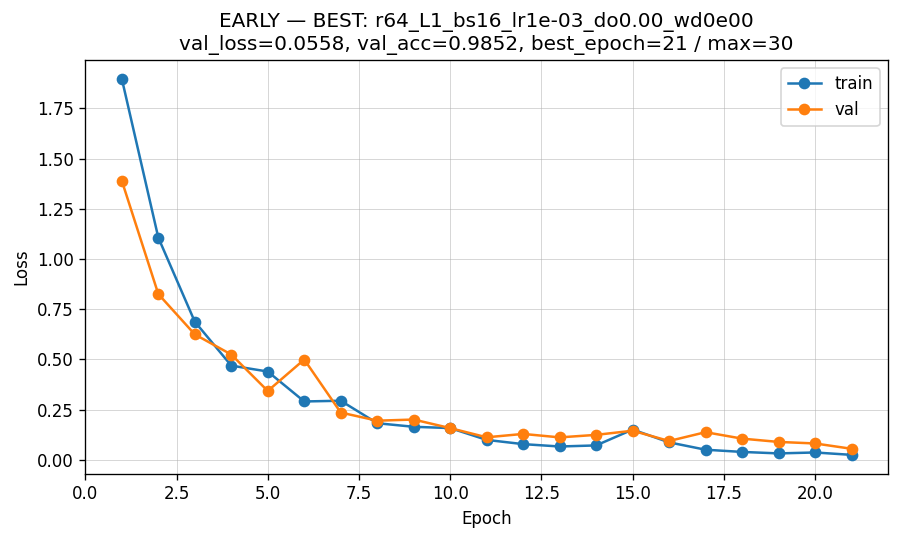 EARLY — BEST: r64_L1_bs16_lr1e-03_do0.00_wd0e00
val_loss=0.0558, val_acc=0.9852, best_epoch=21 / max=30
train
val
1.75
1.50
1.25
1.00
0.75
0.50
0.25
0.00
Loss
0.0
2.5
5.0
7.5
10.0
12.5
15.0
17.5
20.0
Epoch